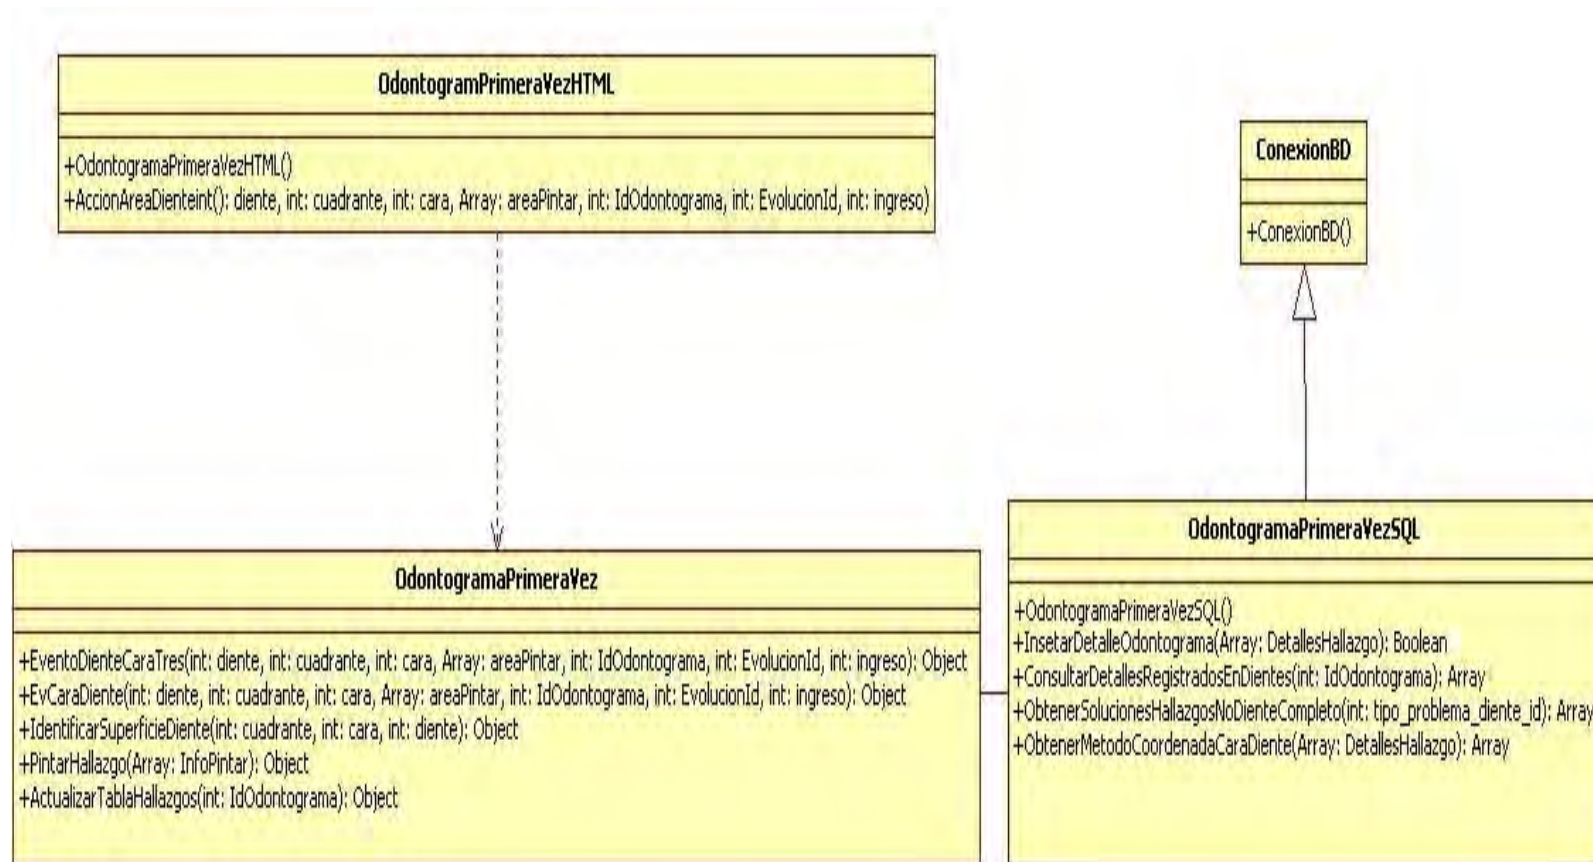 OdontogramPrimeraVezHTML
+OdontogramaPrimeraVezHTML()
+AccionAreaDienteint(): diente, int: cuadrante, int: cara, Array: areaPintar, int: IdOdontograma, int: EvolucionId, int: ingreso)
ConexionBD
+ConexionBD()
OdontogramaPrimeraVez
+EventoDienteCaraTres(int: diente, int: cuadrante, int: cara, Array: areaPintar, int: IdOdontograma, int: EvolucionId, int: ingreso): Object
+EvCaraDiente(int: diente, int: cuadrante, int: cara, Array: areaPintar, int: IdOdontograma, int: EvolucionId, int: ingreso): Object
+IdentificarSuperficieDiente(int: cuadrante, int: cara, int: diente): Object
+PintarHallazgo(Array: InfoPintar): Object
+ActualizarTablaHallazgos(int: IdOdontograma): Object
OdontogramaPrimeraVezSQL
+OdontogramaPrimeraVezSQL()
+InsetarDetalleOdontograma(Array: DetallesHallazgo): Boolean
+ConsultarDetallesRegistradosEnDientes(int: IdOdontograma): Array
+ObtenerSolucionesHallazgosNoDienteCompleto(int: tipo_problema_diente_id): Array
+ObtenerMetodoCoordenadaCaraDiente(Array: DetallesHallazgo): Array